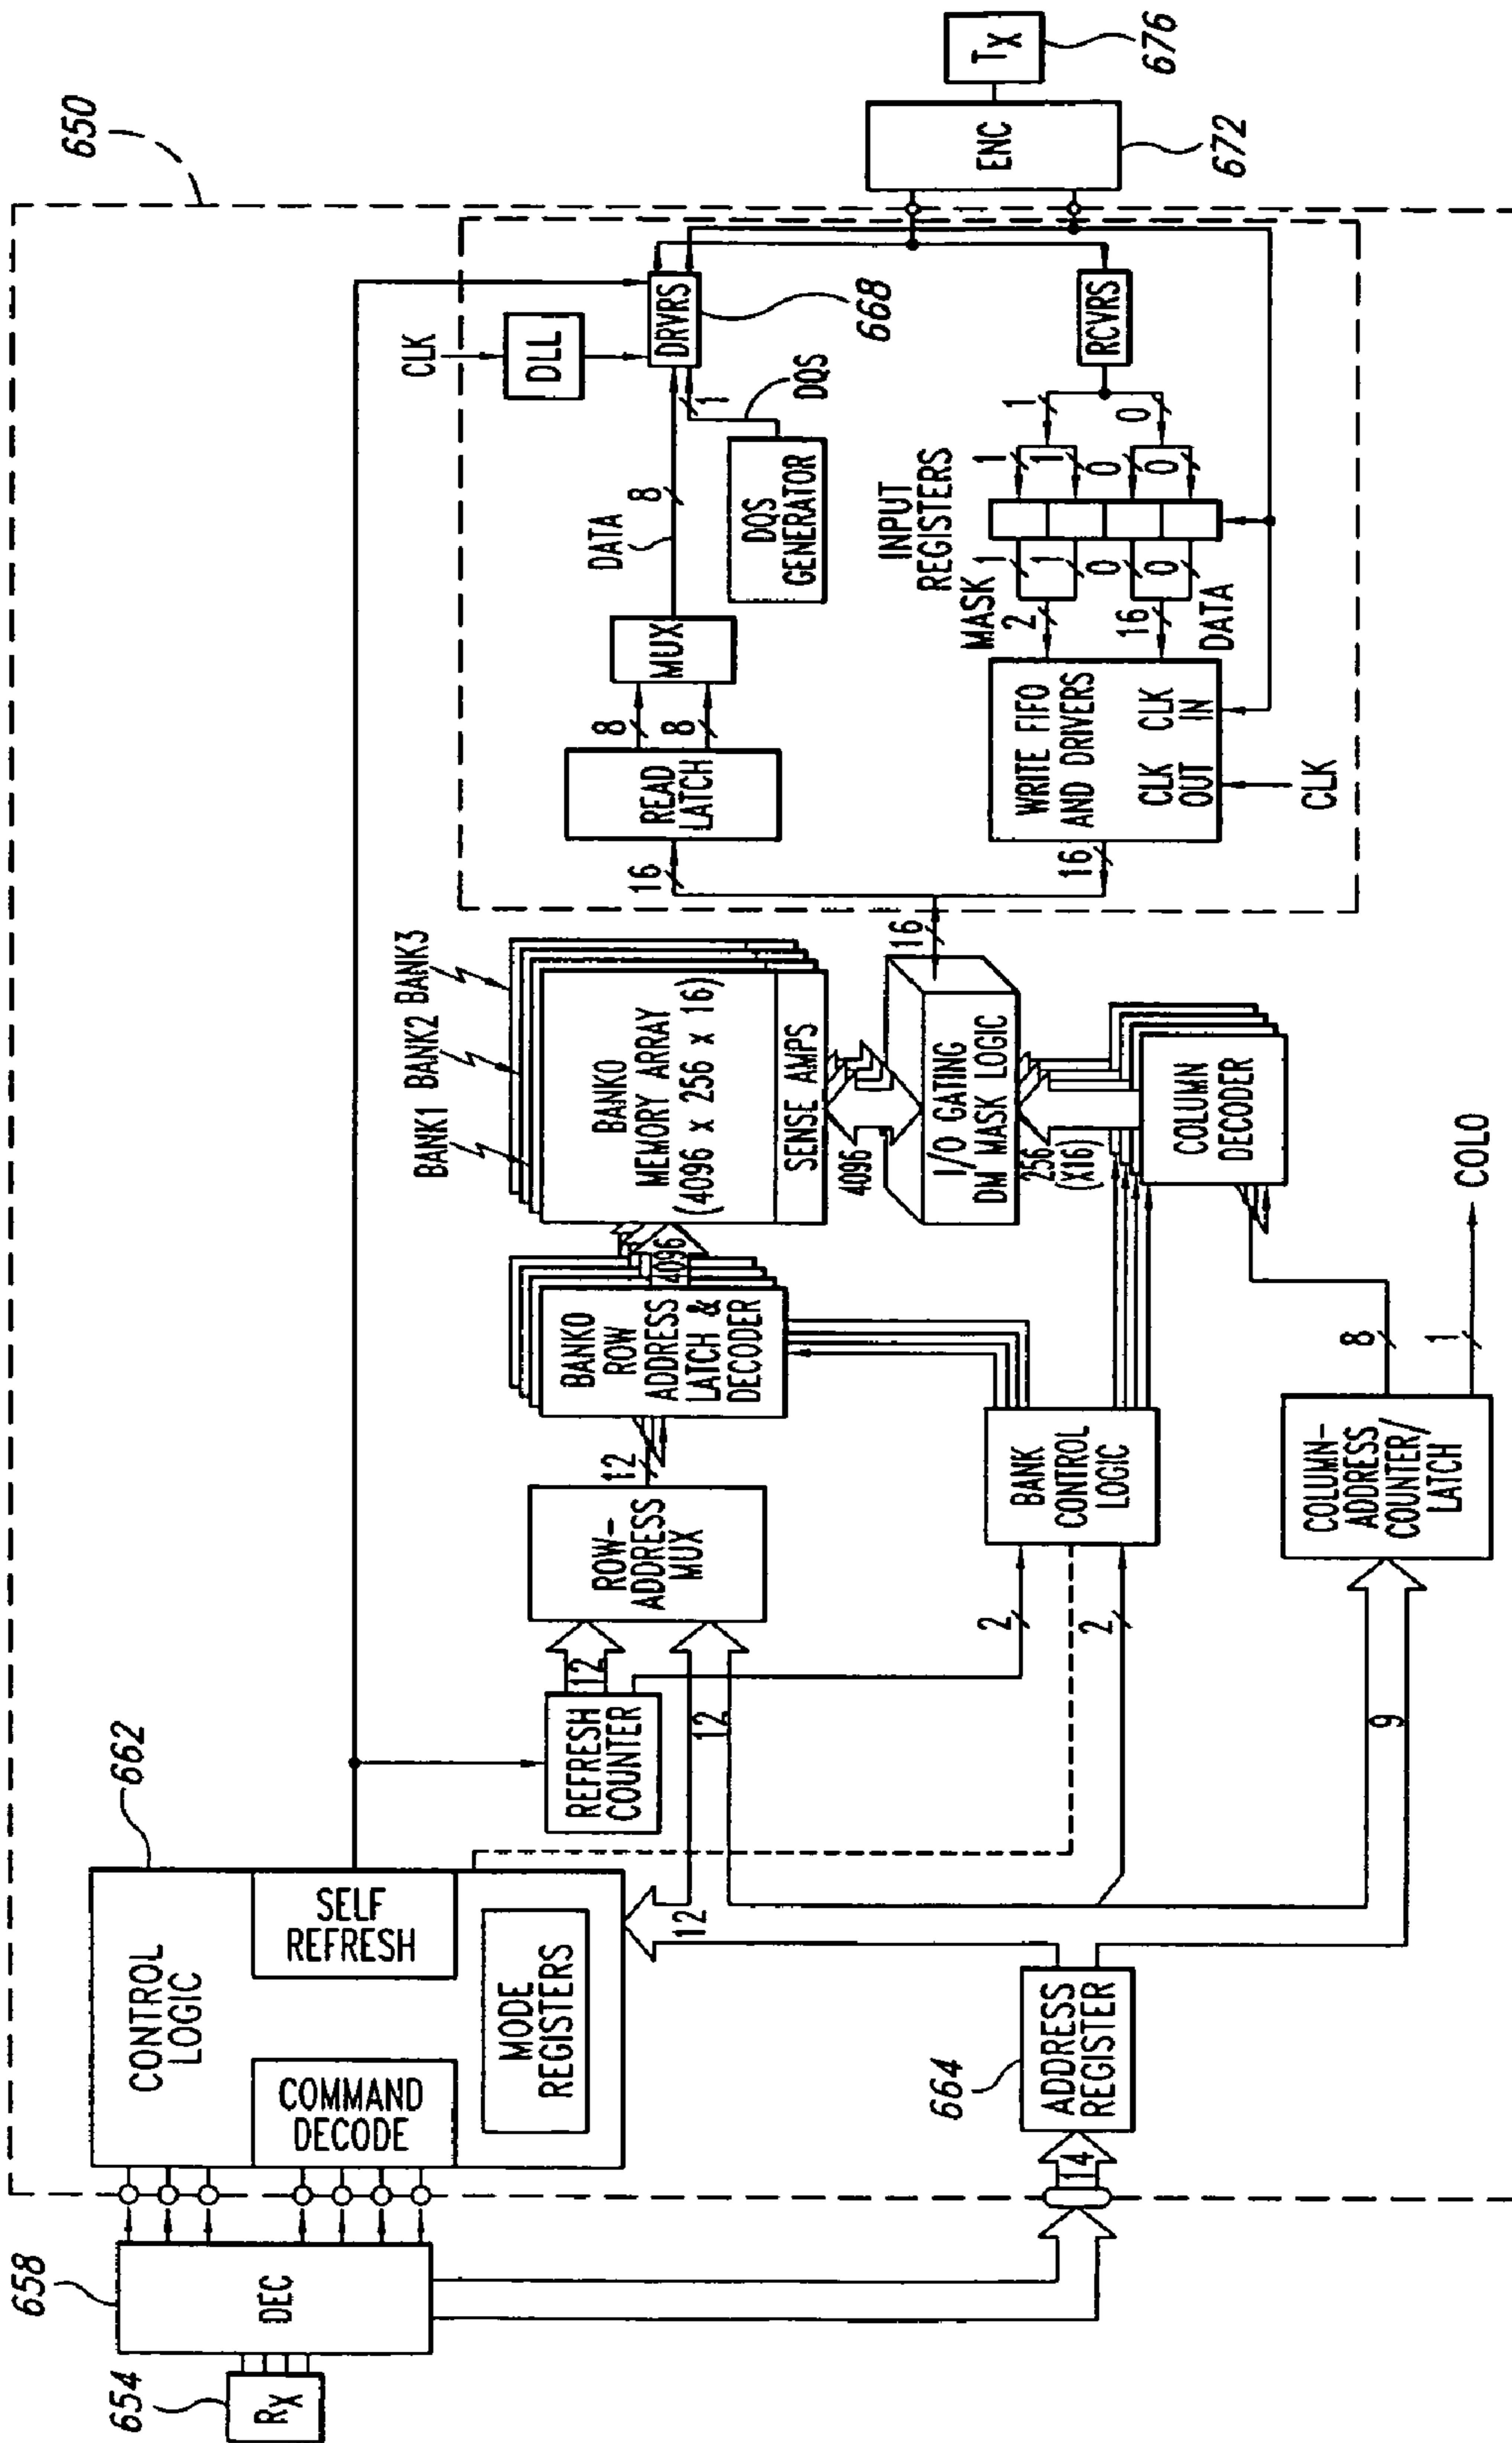 650
654
Rx
658
DEC
662
CONTROL
LOGIC
COMMAND
DECODE
SELF
REFRESH
MODE
REGISTERS
664
14
ADDRESS
REGISTER
12
12
REFRESH
COUNTER
12
ROW-
ADDRESS
MUX
12
2
2
9
BANK
CONTROL
LOGIC
COLUMN-
ADDRESS
COUNTER/
LATCH
8
1
COL0
BANK0
ROW
ADDRESS
LATCH &
DECODER
4096
BANK1
BANK2
BANK3
BANK0
MEMORY ARRAY
(4096 x 256 x 16)
SENSE AMPS
4096
I/O GATING
DM MASK LOGIC
256
(X16)
COLUMN
DECODER
16
16
READ
LATCH
8
8
MUX
DATA
8
DQS
GENERATOR
DQS
1
CLK
DLL
DRVRS
668
16
WRITE FIFO
AND DRIVERS
CLK
OUT
CLK
IN
CLK
MASK
2
16
DATA
INPUT
REGISTERS
1
1
0
0
1
1
0
0
1
0
RCVRS
ENC
672
Tx
676